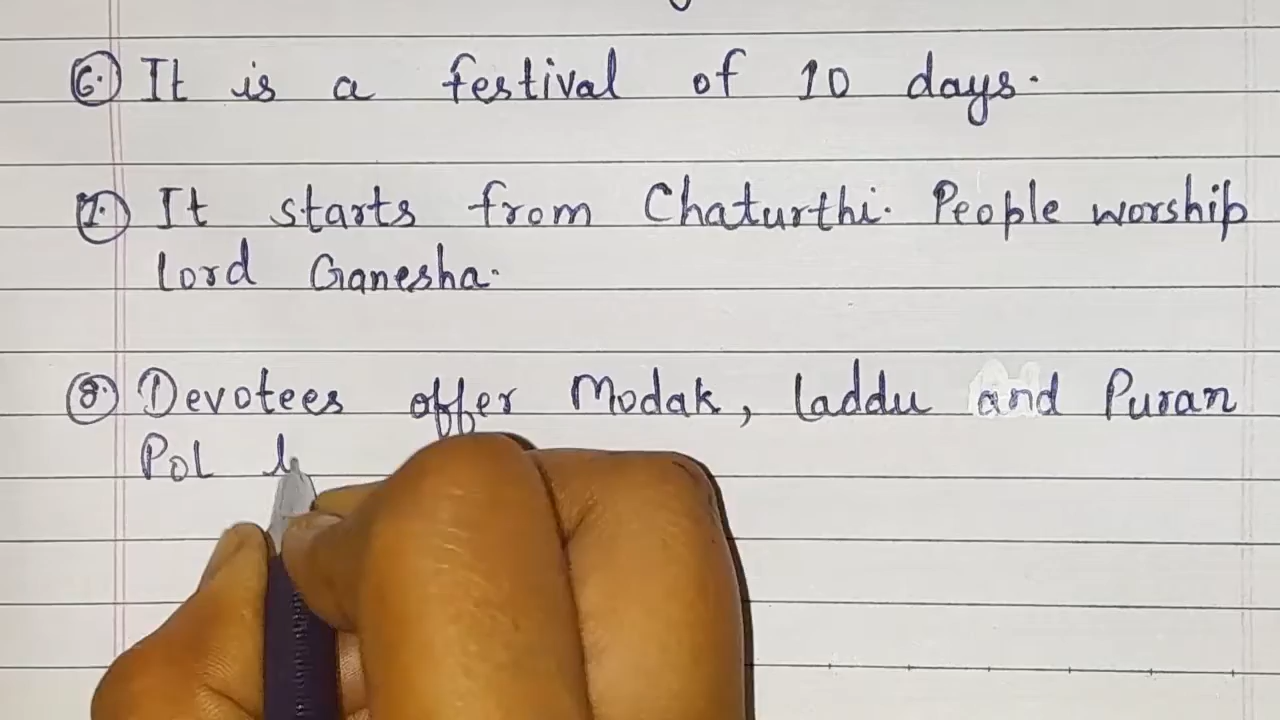 6. It is a festival of 10 days.
7. It starts from Chaturthi. People worship
lord Ganesha.
8. Devotees offer Modak, laddu and Puran
Pol